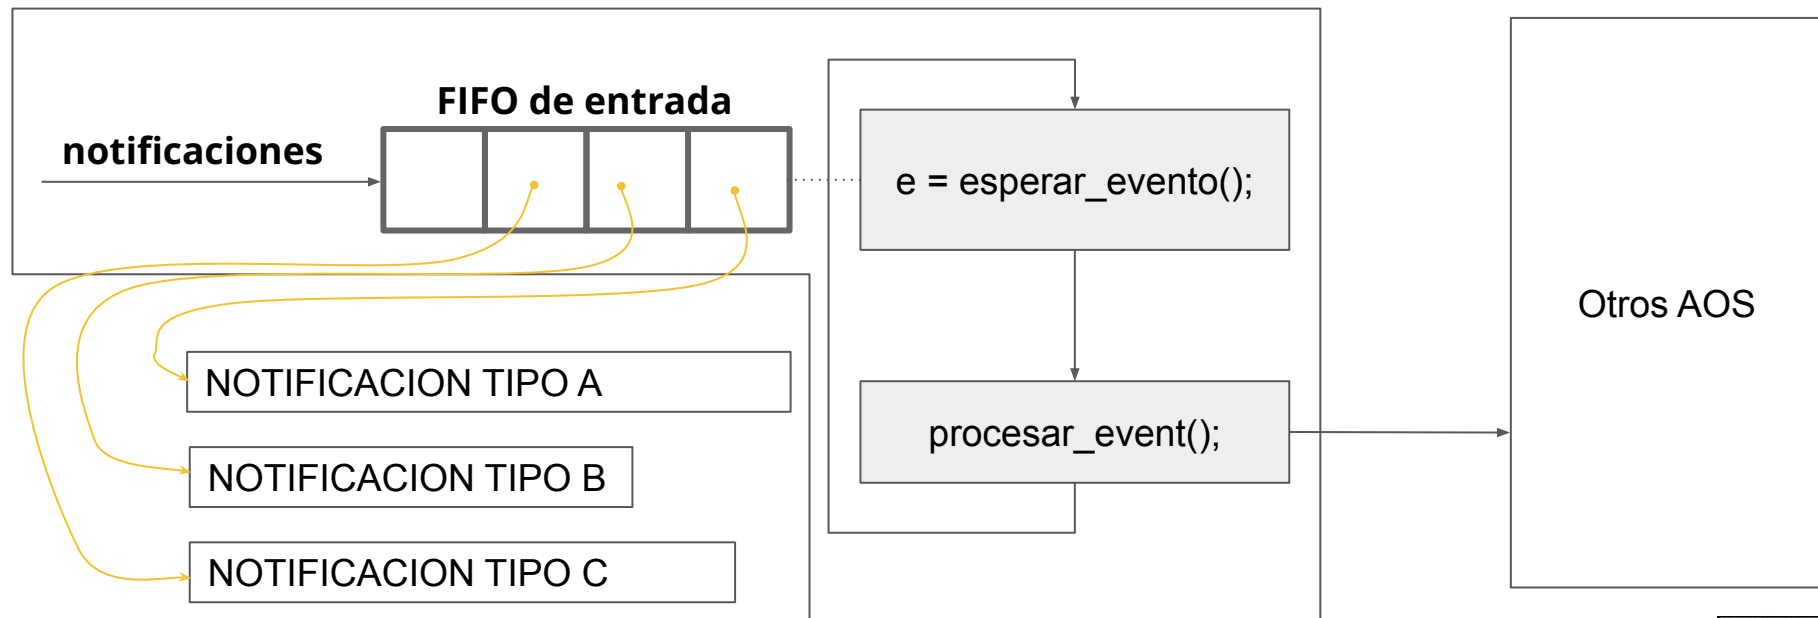 FIFO de entrada
notificaciones
e = esperar_evento();
Otros AOS
NOTIFICACION TIPO A
procesar_event();
NOTIFICACION TIPO B
NOTIFICACION TIPO C